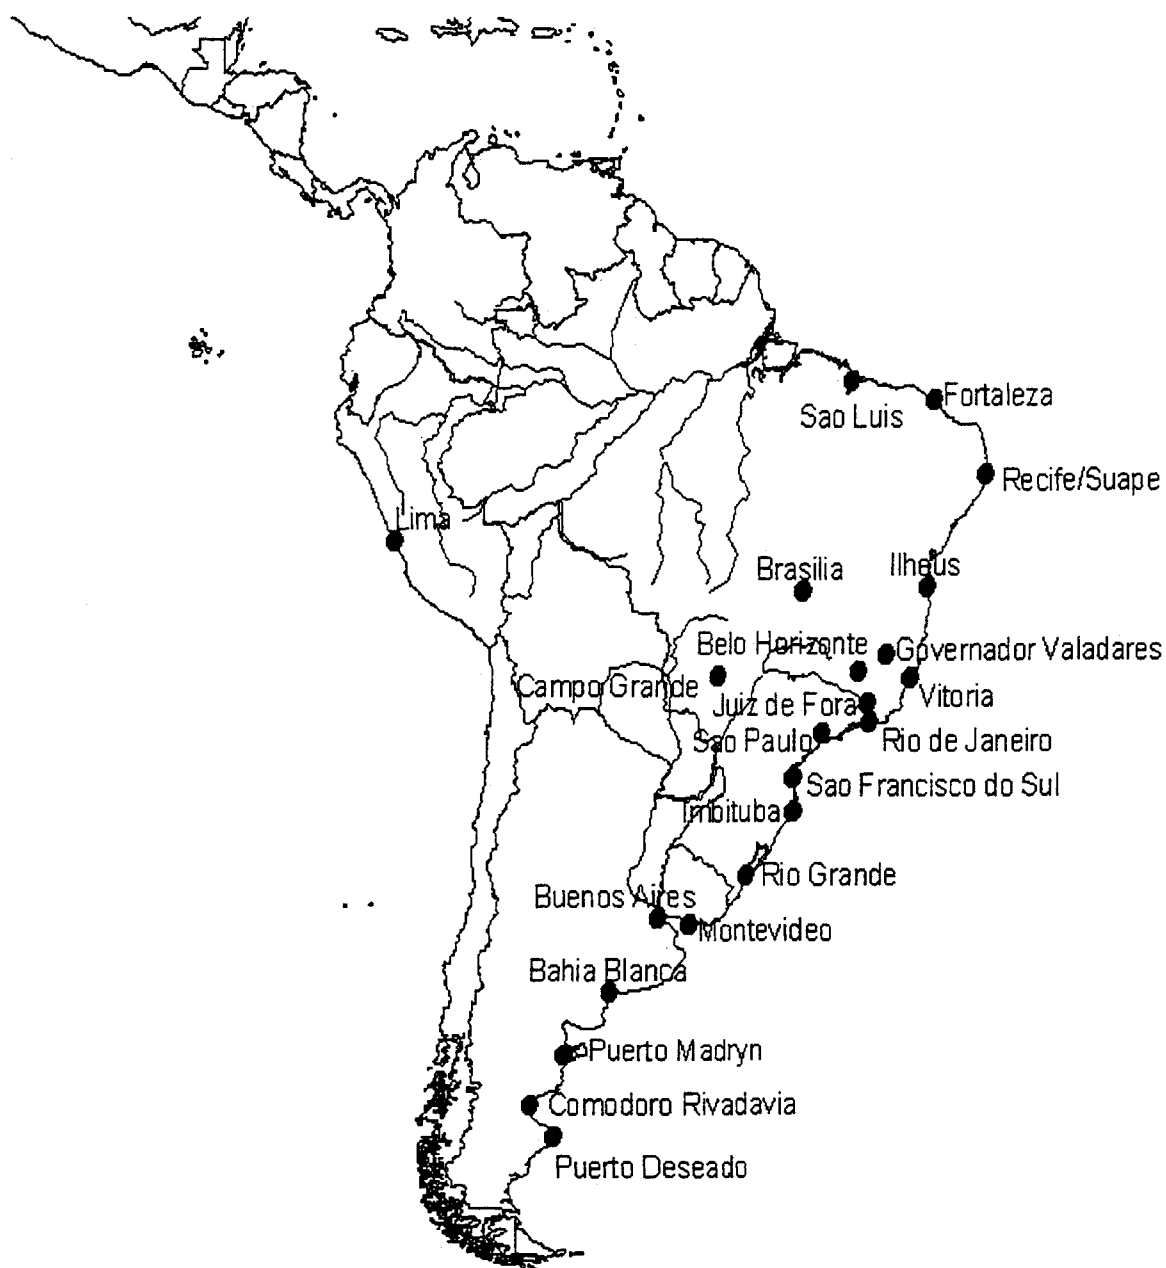 Fortaleza
Sao Luis
Recife/Suape
Lima
Brasilia
Ilheus
Belo Horizonte
Governador Valadares
Campo Grande
Vitoria
Juiz de Fora
Sao Paulo
Rio de Janeiro
Sao Francisco do Sul
Imbituba
Rio Grande
Buenos Aires
Montevideo
Bahia Blanca
Puerto Madryn
Comodoro Rivadavia
Puerto Deseado